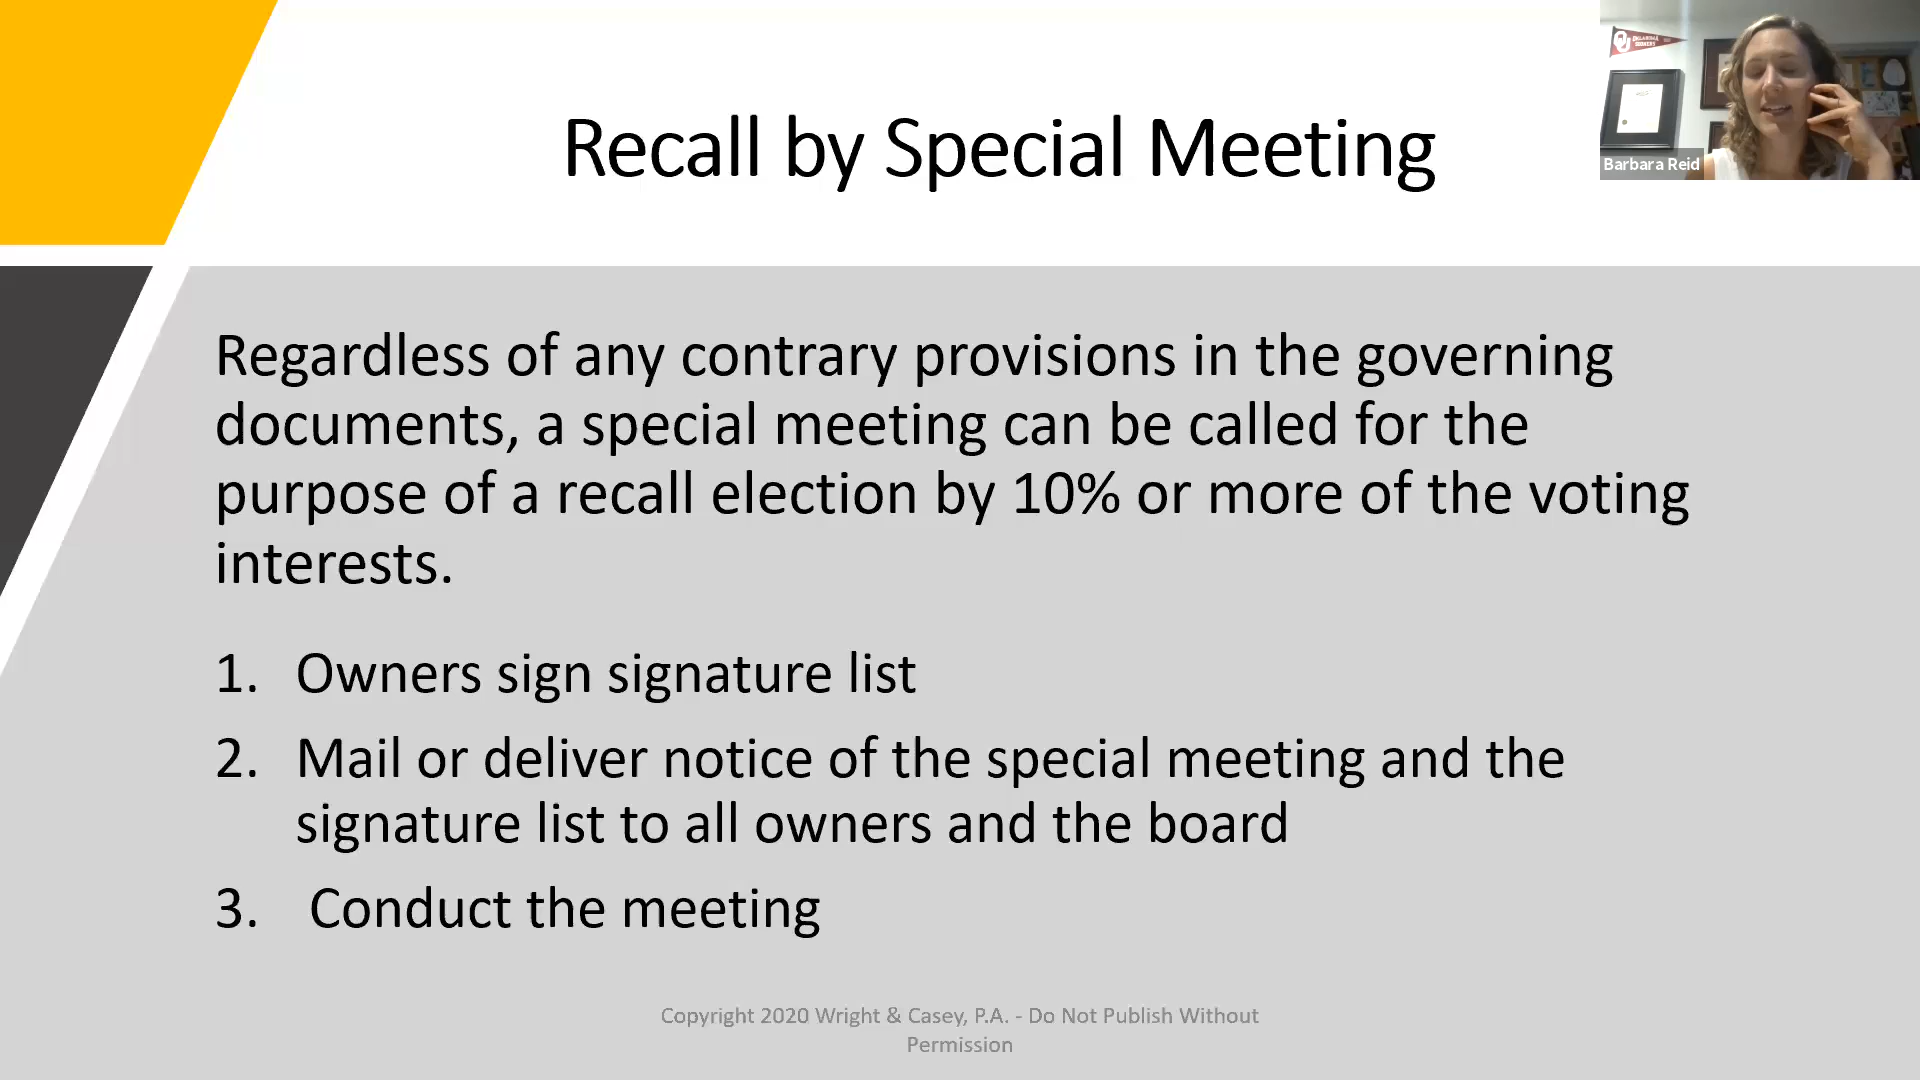 Recall by Special Meeting
OU OKLAHOMA
SOONERS
Barbara Reid
Regardless of any contrary provisions in the governing
documents, a special meeting can be called for the
purpose of a recall election by 10% or more of the voting
interests.
1. Owners sign signature list
2. Mail or deliver notice of the special meeting and the
signature list to all owners and the board
3. Conduct the meeting
Copyright 2020 Wright & Casey, P.A. - Do Not Publish Without
Permission